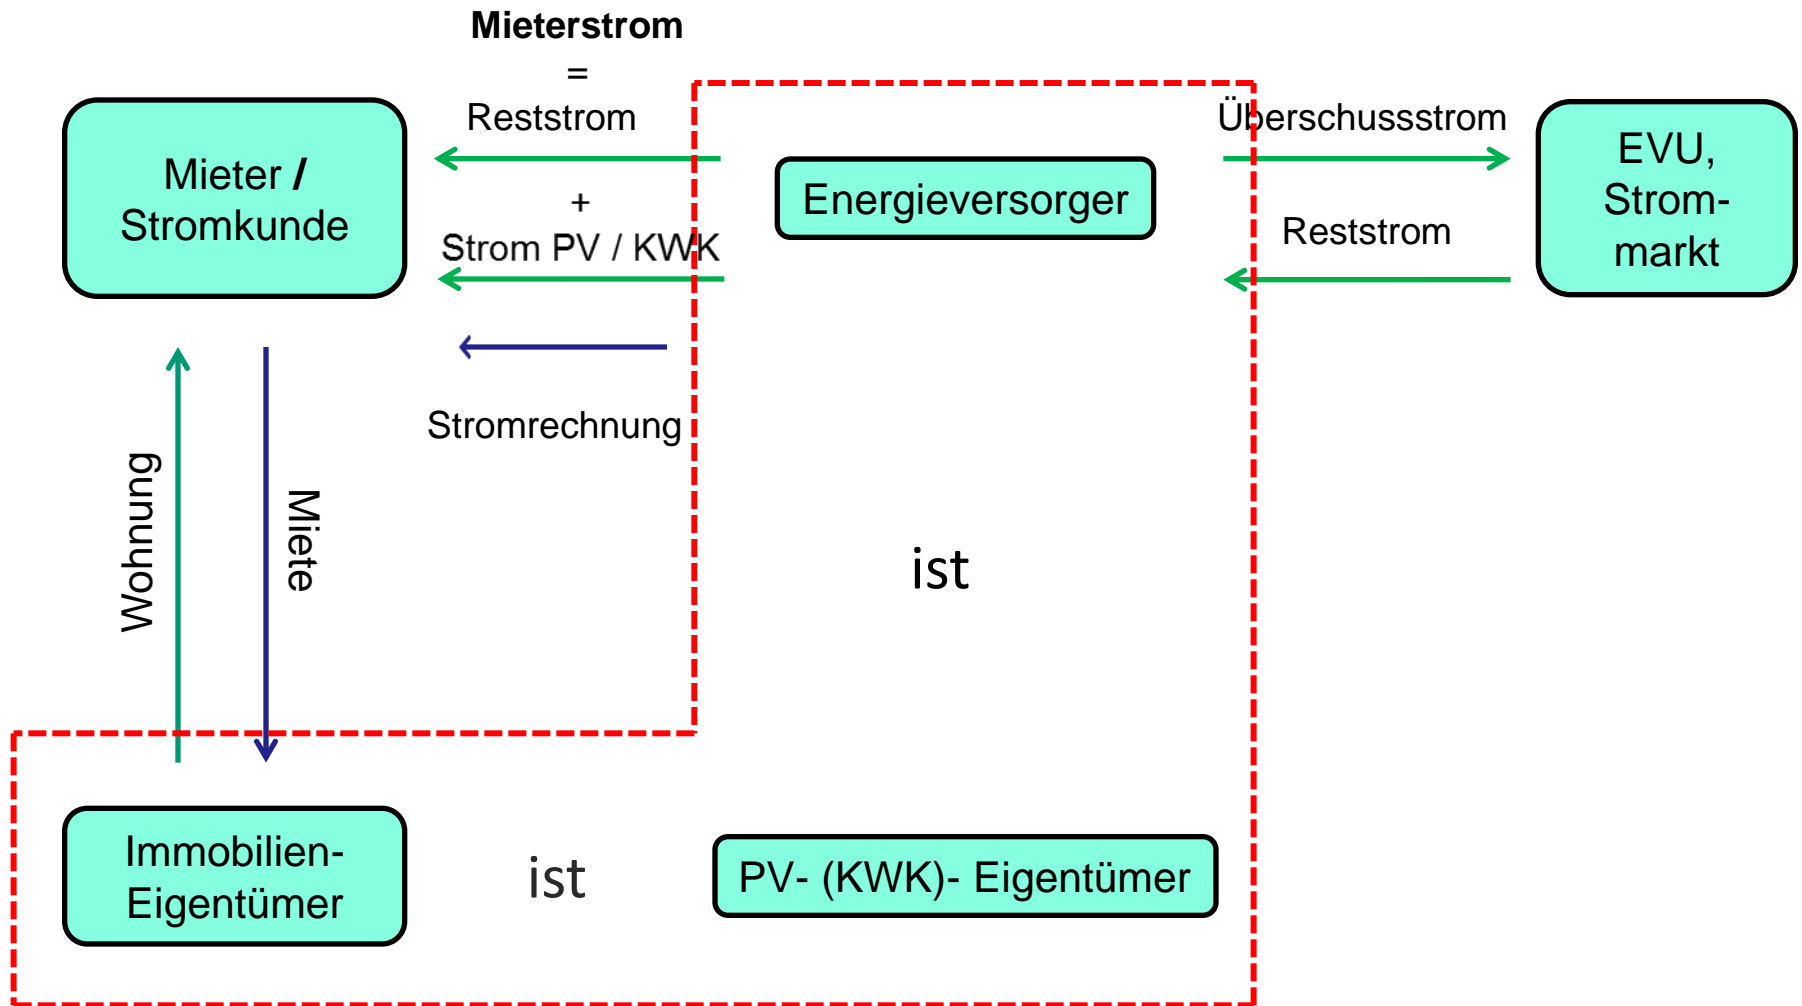 Mieterstrom
=
Reststrom
+
Strom PV / KWK
Stromrechnung
Mieter /
Stromkunde
Energieversorger
Überschussstrom
Reststrom
EVU,
Strom-
markt
Wohnung
Miete
ist
Immobilien-
Eigentümer
ist
PV- (KWK)- Eigentümer